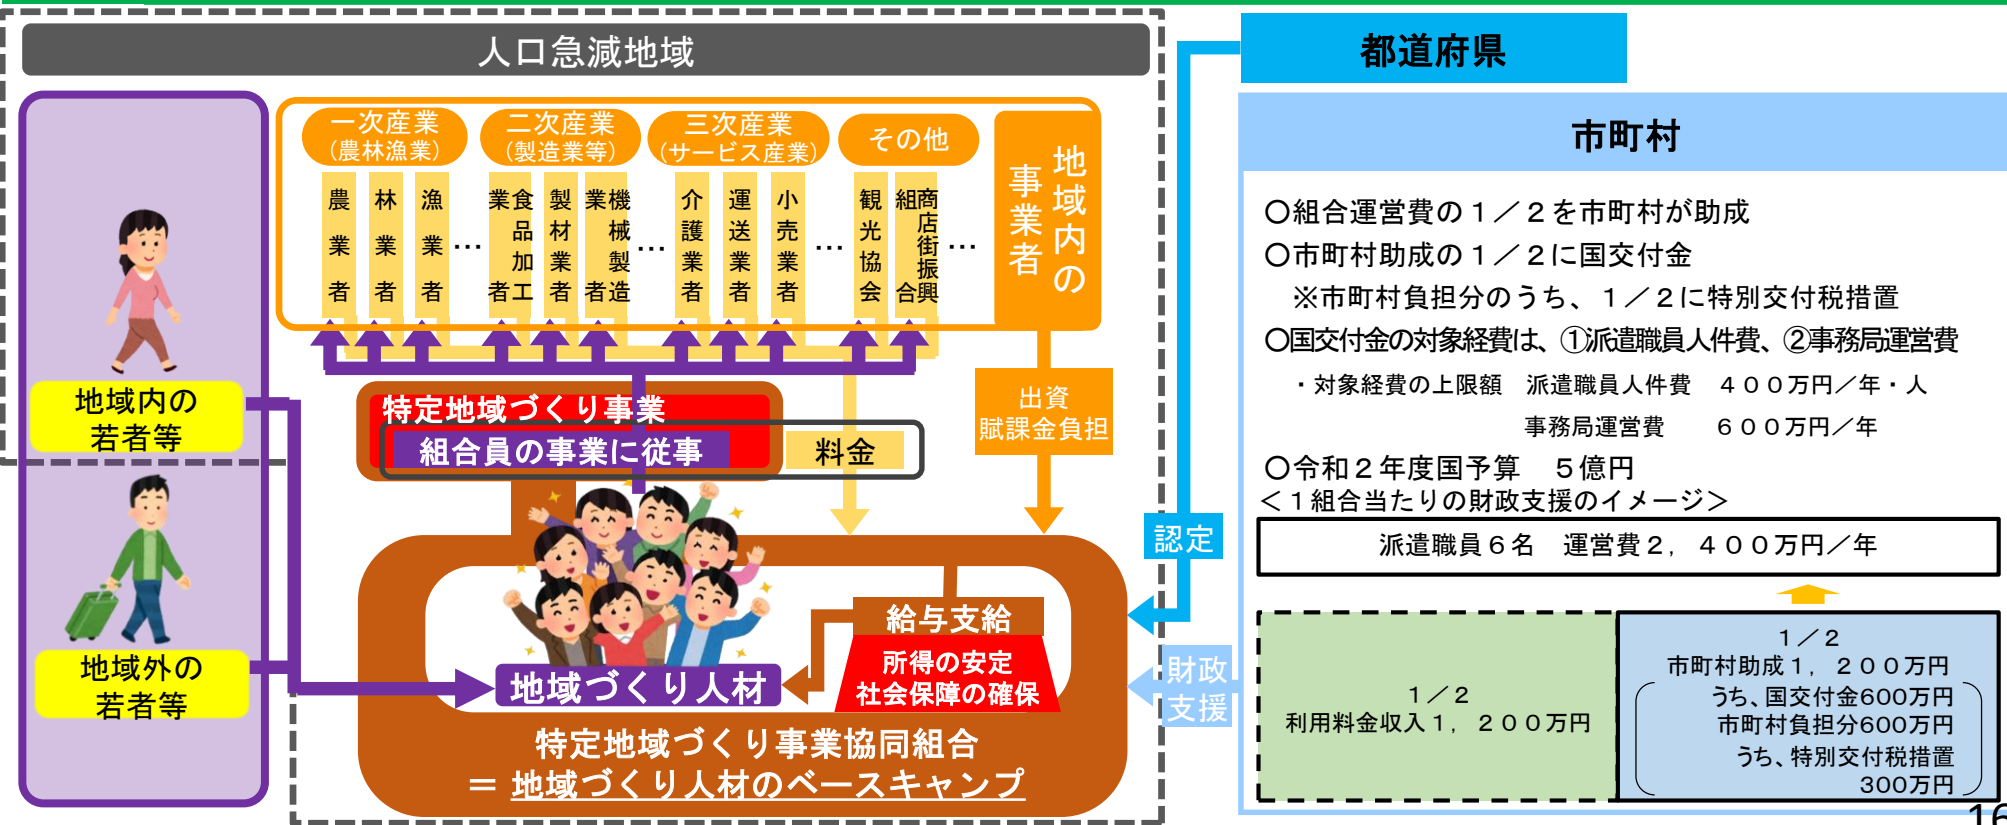 人口急減地域
一次産業
（農林漁業）
二次産業
（製造業等）
三次産業
（サービス産業）
その他
地域内の
事業者
農業者
林業者
漁業者
…
食品加工
業者
製材業者
機械製造
業者
…
介護業者
運送業者
小売業者
…
観光協会
商店街振興
組合
…
地域内の
若者等
地域外の
若者等
特定地域づくり事業
組合員の事業に従事
料金
出資
賦課金負担
給与支給
所得の安定
社会保障の確保
地域づくり人材
特定地域づくり事業協同組合
＝ 地域づくり人材のベースキャンプ
認定
財政
支援
都道府県
市町村
〇組合運営費の１／２を市町村が助成
〇市町村助成の１／２に国交付金
※市町村負担分のうち、１／２に特別交付税措置
〇国交付金の対象経費は、①派遣職員人件費、②事務局運営費
・対象経費の上限額　派遣職員人件費　４００万円／年・人
事務局運営費　　６００万円／年
〇令和２年度国予算　５億円
＜１組合当たりの財政支援のイメージ＞
派遣職員６名　運営費２，４００万円／年
１／２
利用料金収入１，２００万円
１／２
市町村助成１，２００万円
うち、国交付金600万円
市町村負担分600万円
うち、特別交付税措置
300万円
16